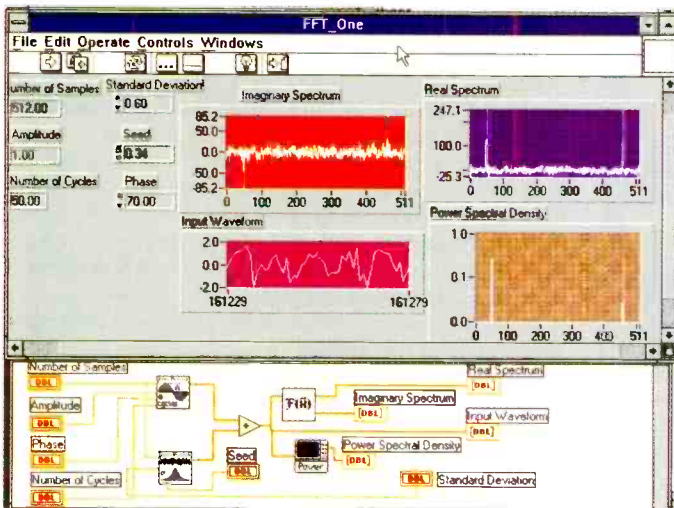 FFT_One
File Edit Operate Controls Windows
umber of Samples
512.00
Standard Deviation
0.60
Amplitude
1.00
Seed
0.34
Number of Cycles
50.00
Phase
70.00
Imaginary Spectrum
85.2
50.0
0.0
50.0
-85.2
0 100 200 300 400 511
Real Spectrum
247.1
100.0
-25.3
0 100 200 300 400 511
Input Waveform
2.0
0.0
-2.0
161229 161279
Power Spectral Density
1.0
0.1
0.0
0 100 200 300 400 511
Number of Samples
DBL
Amplitude
DBL
Phase
DBL
Number of Cycles
DBL
Seed
DBL
F(R)
Power
Real Spectrum
[DBL]
Imaginary Spectrum
[DBL]
Input Waveform
[DBL]
Power Spectral Density
[DBL]
DBL
Standard Deviation